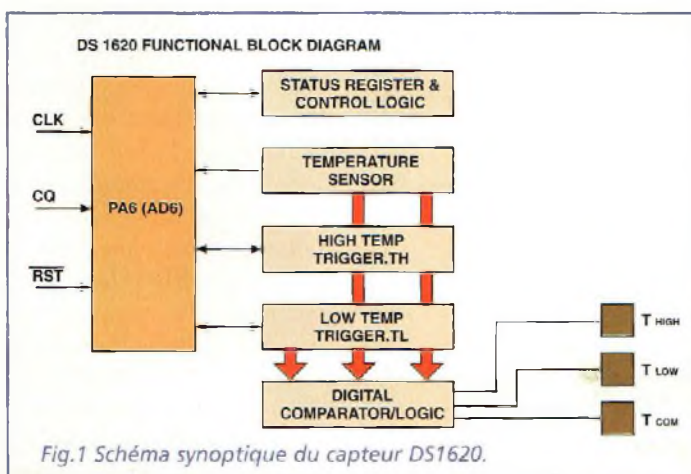 DS 1620 FUNCTIONAL BLOCK DIAGRAM
STATUS REGISTER &
CONTROL LOGIC
CLK
TEMPERATURE
SENSOR
CQ
PA6 (AD6)
HIGH TEMP
TRIGGER.TH
RST
LOW TEMP
TRIGGER.TL
T HIGH
T LOW
DIGITAL
COMPARATOR/LOGIC
T COM
Fig.1 Schéma synoptique du capteur DS1620.